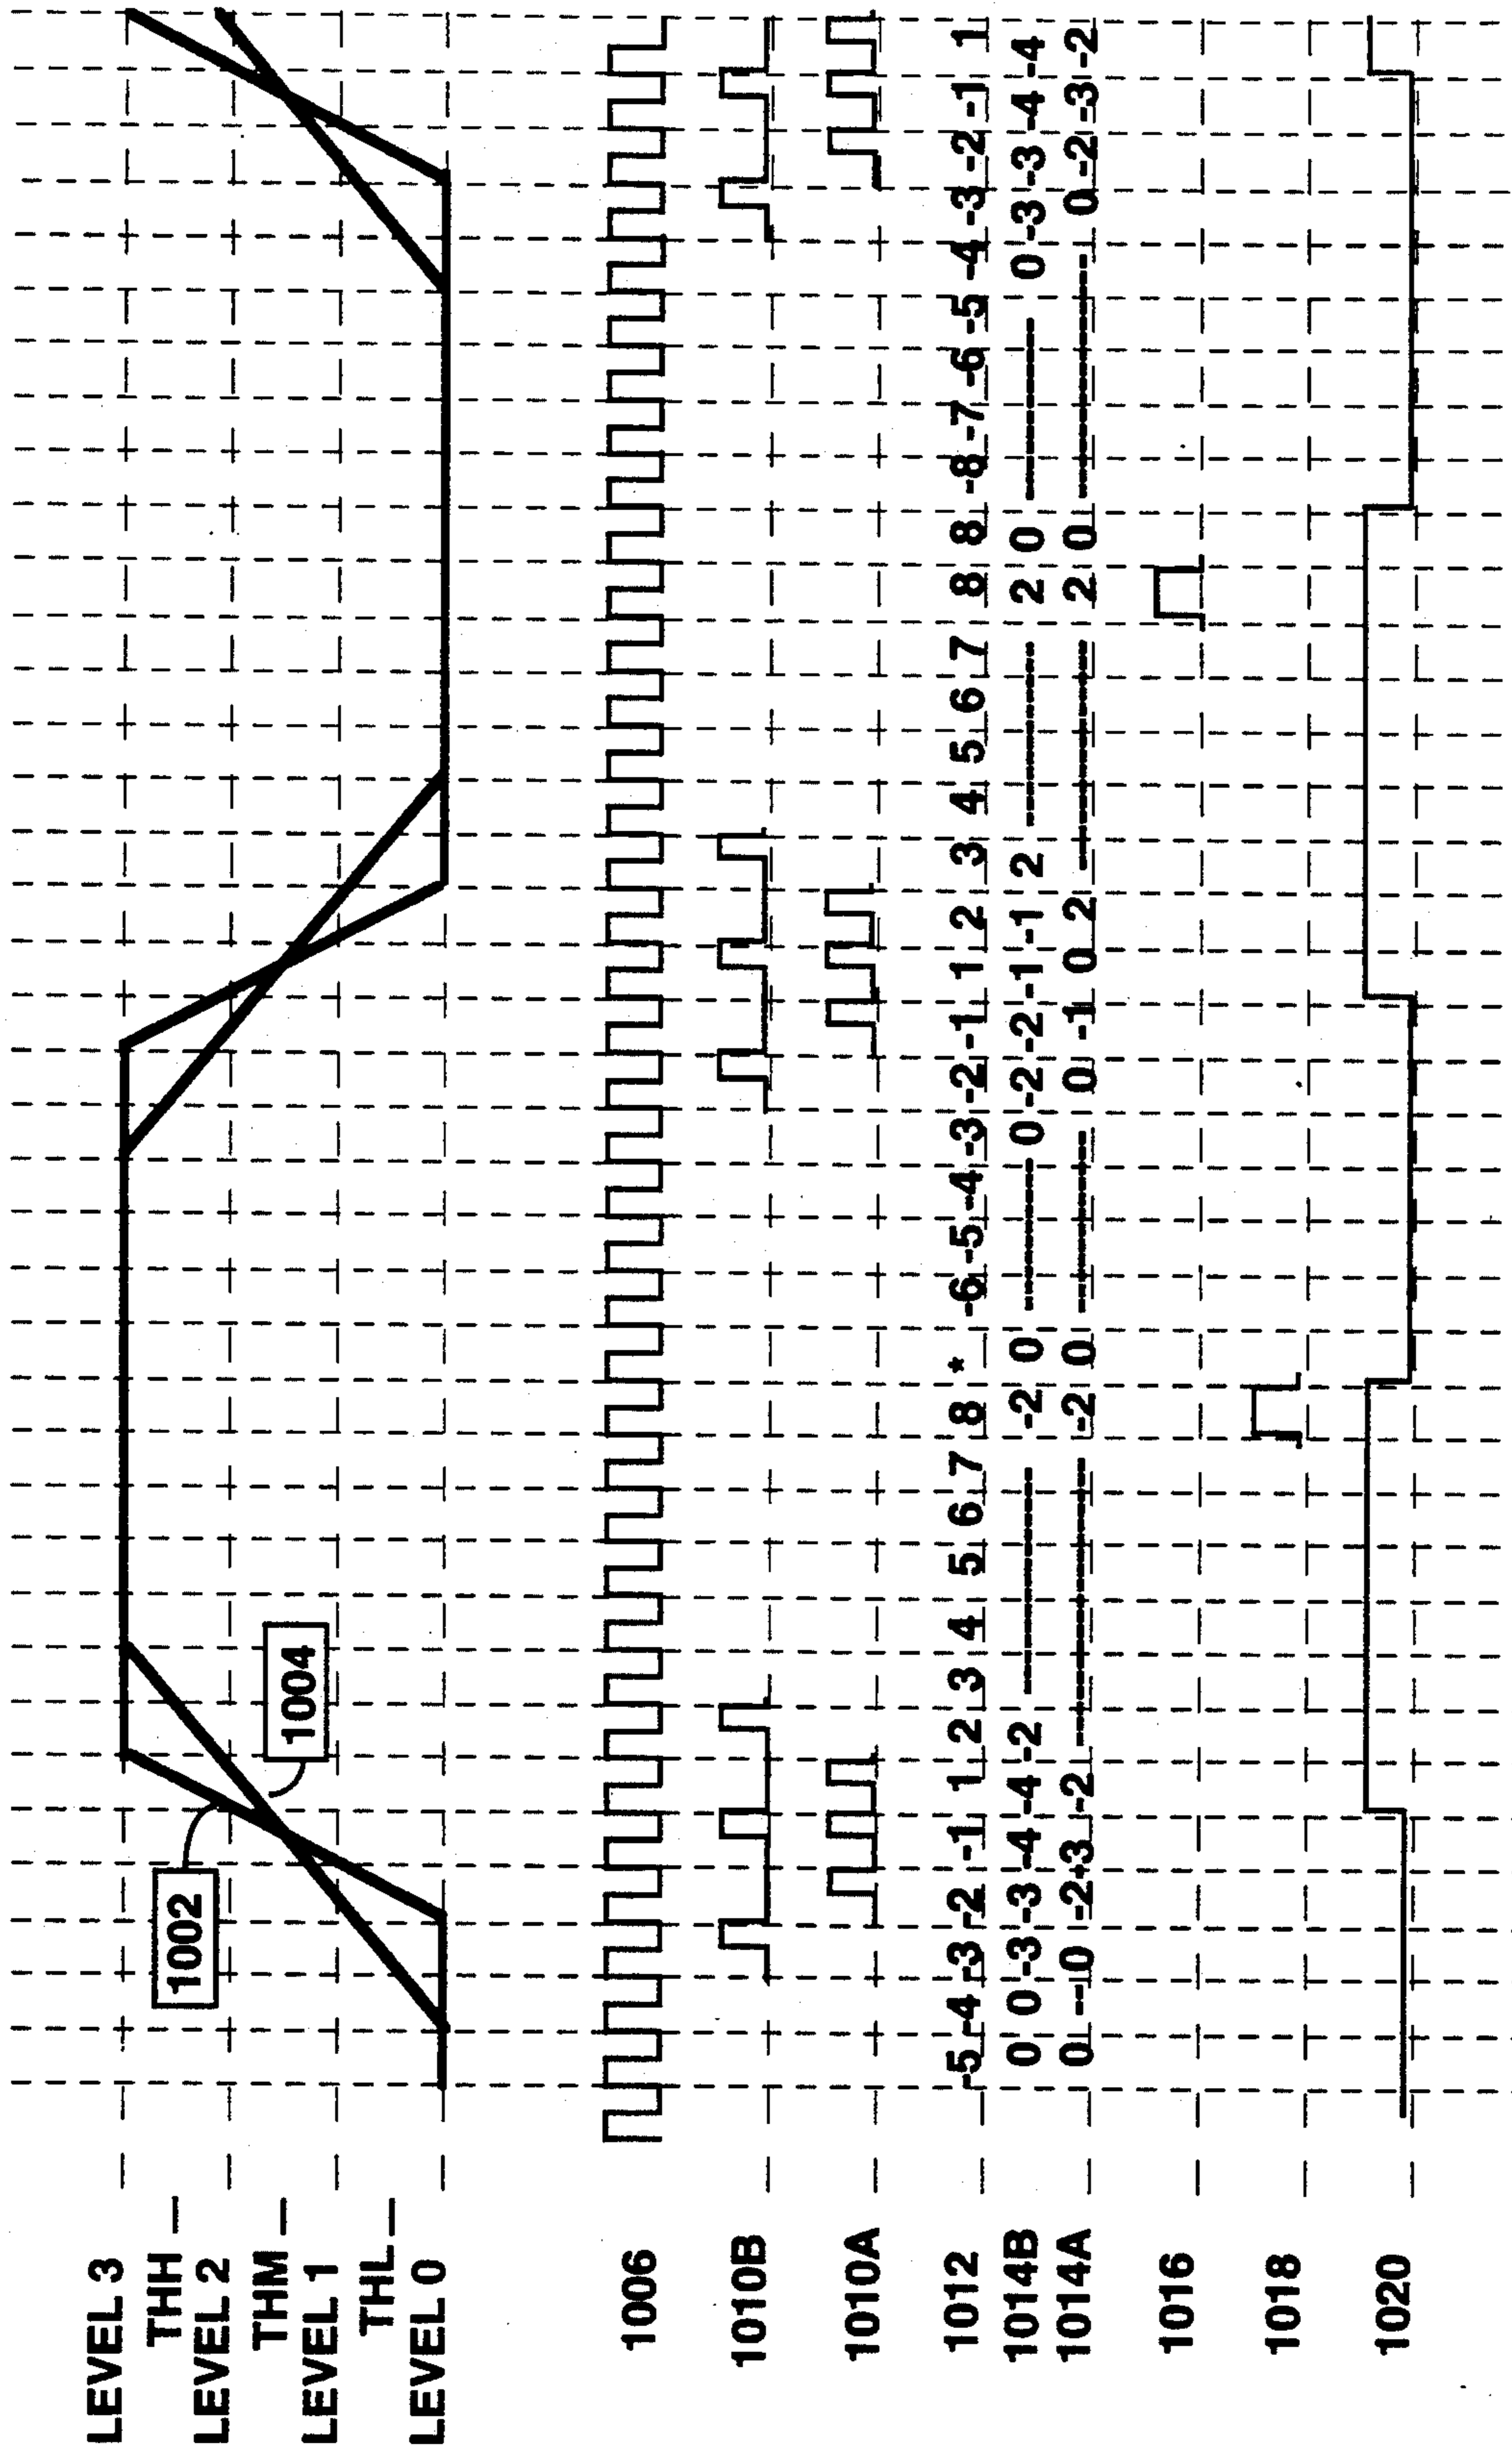 LEVEL 3
THH
LEVEL 2
THM
LEVEL 1
THL
LEVEL 0
1002
1004
1006
1010B
1010A
1012 -5 -4 -3 -2 -1 1 2 3 4 5 6 7 8 * -6 -5 -4 -3 -2 -1 1 2 3 4 5 6 7 8 8 -8 -7 -6 -5 -4 -3 -2 -1 1
1014B 0 0 -3 -3 -4 -4 -2 -2 0 0 -2 -2 -1 -1 2 2 0 0 -3 -3 -4 -4
1014A 0 -- 0 -2 -3 -2 -2 0 0 -1 0 2 2 0 0 -2 -3 -2
1016
1018
1020